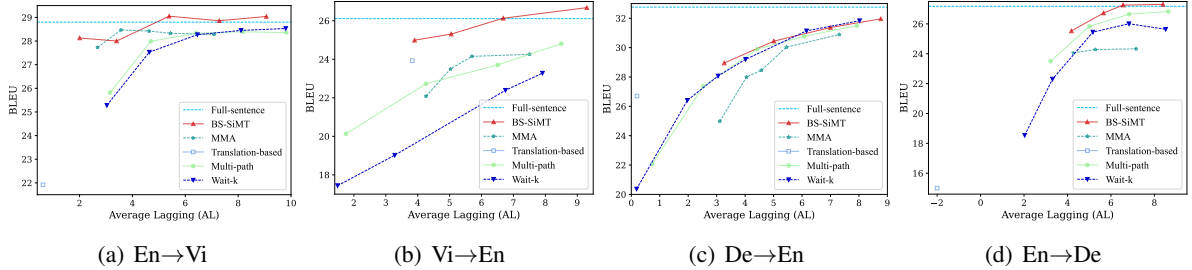 29
28
27
26
25
24
23
22
BLEU
2
4
6
8
10
Average Lagging (AL)
Full-sentence
BS-SiMT
MMA
Translation-based
Multi-path
Wait-k
(a) En→Vi
26
24
22
20
18
BLEU
2
3
4
5
6
7
8
9
Average Lagging (AL)
Full-sentence
BS-SiMT
MMA
Translation-based
Multi-path
Wait-k
(b) Vi→En
32
30
28
26
24
22
20
BLEU
0
1
2
3
4
5
6
7
8
9
Average Lagging (AL)
Full-sentence
BS-SiMT
MMA
Translation-based
Multi-path
Wait-k
(c) De→En
26
24
22
20
18
16
BLEU
−2
0
2
4
6
8
10
Average Lagging (AL)
Full-sentence
BS-SiMT
MMA
Translation-based
Multi-path
Wait-k
(d) En→De